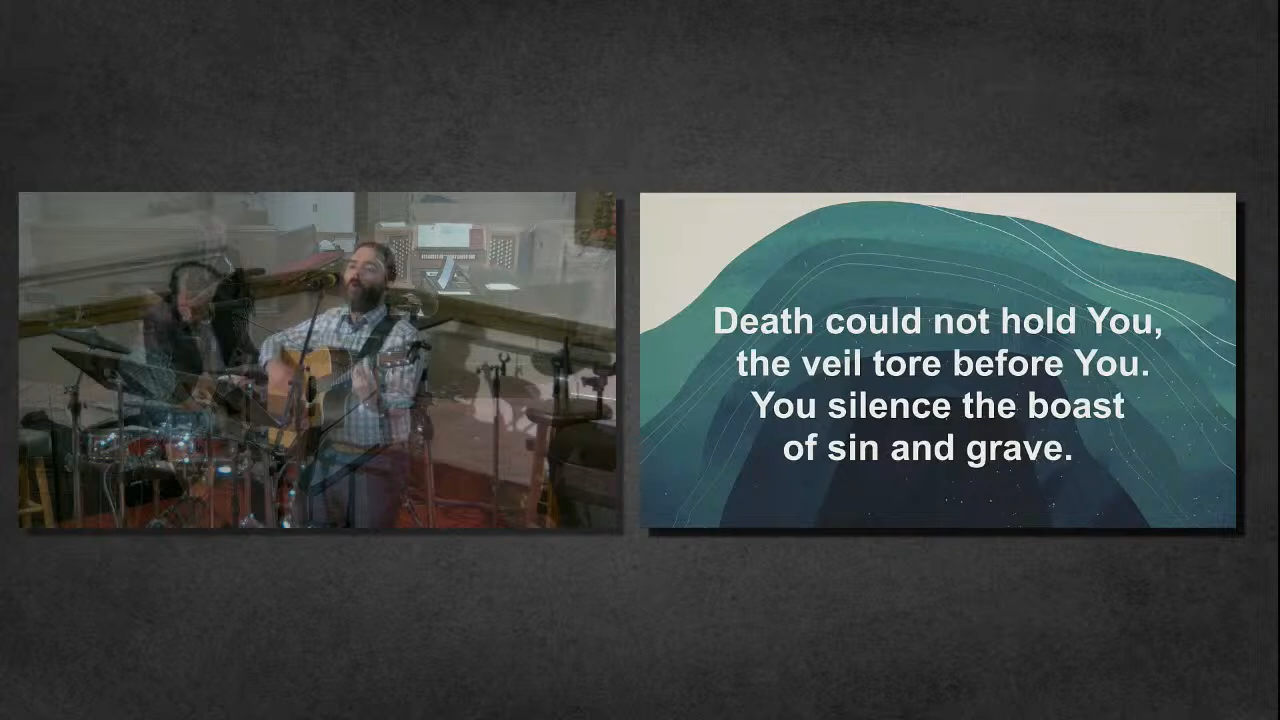 Death could not hold You,
the veil tore before You.
You silence the boast
of sin and grave.